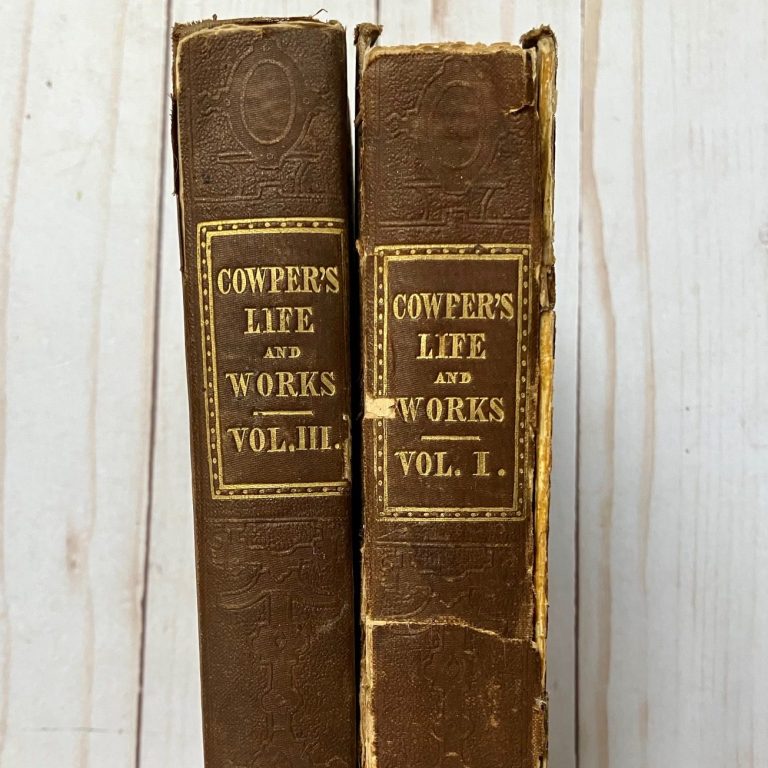 COWPER'S
LIFE
AND
WORKS
VOL. III.
COWPER'S
LIFE
AND
WORKS
VOL. I.